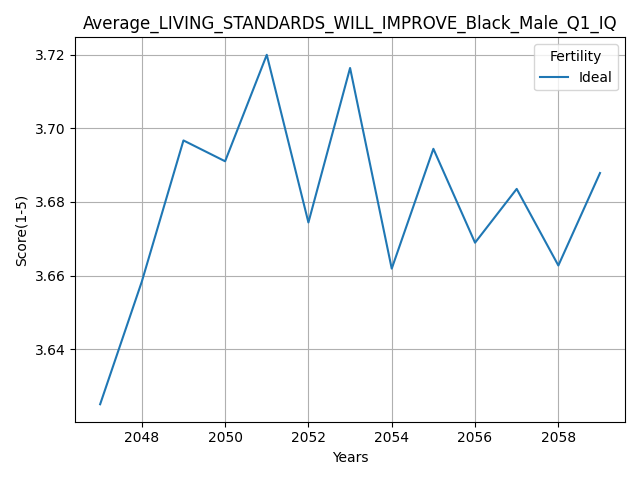 Average_LIVING_STANDARDS_WILL_IMPROVE_Black_Male_Q1_IQ
Fertility
Ideal
3.72
3.70
3.68
3.66
3.64
Score(1-5)
2048 2050 2052 2054 2056 2058
Years